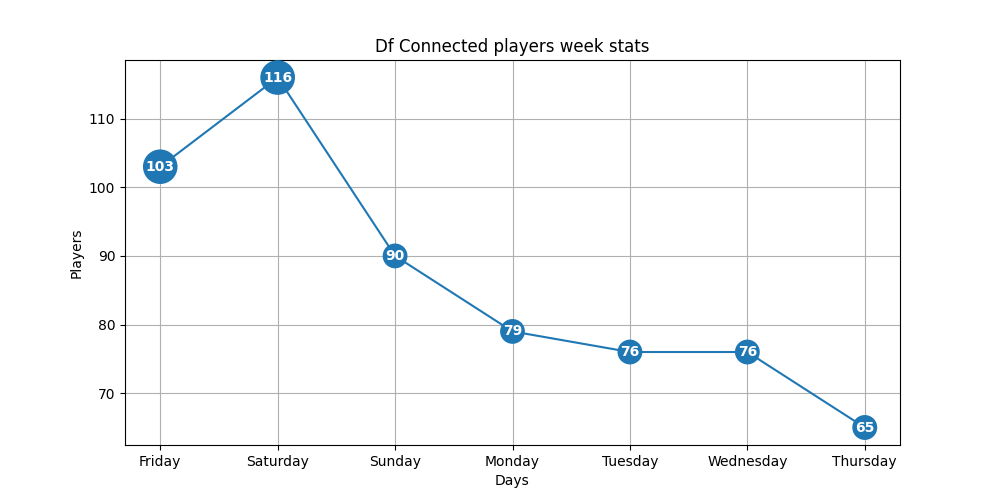 Df Connected players week stats
116
110
103
100
Players
90
90
80
79
76
76
70
65
Friday
Saturday
Sunday
Monday
Tuesday
Wednesday
Thursday
Days